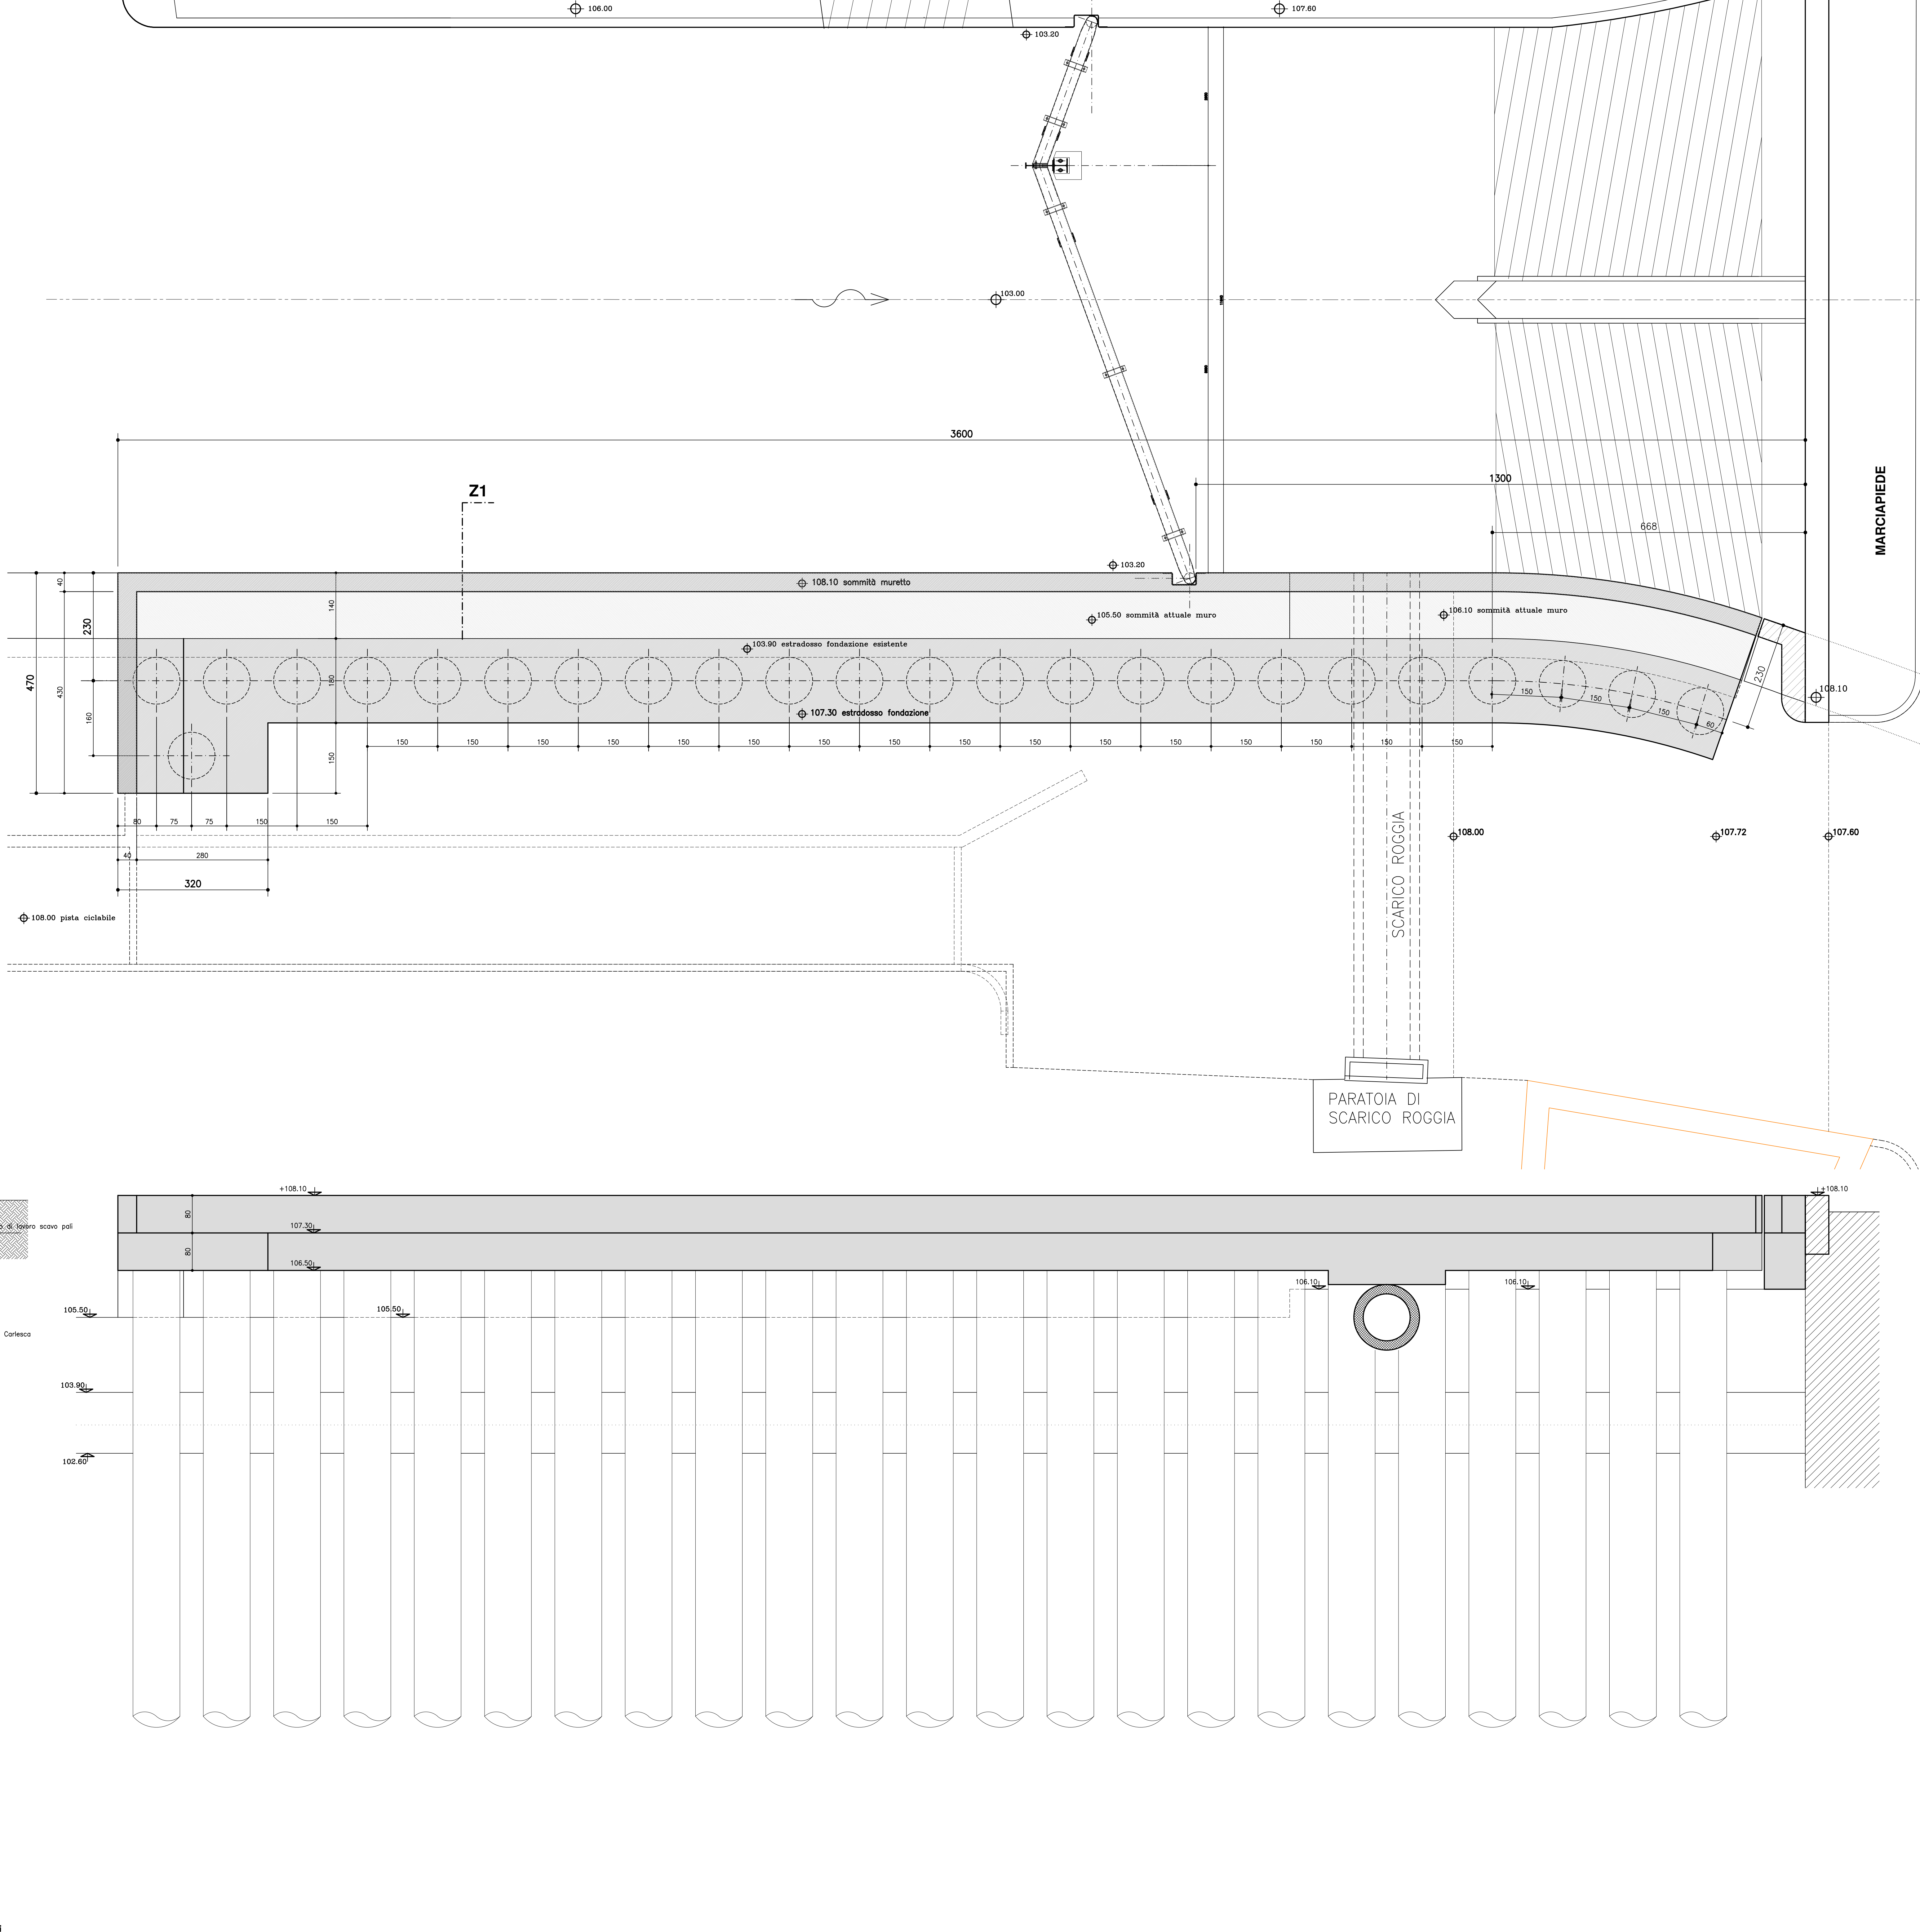 106.00
107.60
103.20
103.00
3600
1300
668
Z1
MARCIAPIEDE
103.20
40
230
470
430
160
140
180
150
108.10 sommità muretto
105.50 sommità attuale muro
106.10 sommità attuale muro
103.90 estradosso fondazione esistente
107.30 estradosso fondazione
150
150
150
60
230
108.10
150 150 150 150 150 150 150 150 150 150 150 150 150 150 150 150
80 75 75 150 150
40 280
320
SCARICO ROGGIA
108.00
107.72
107.60
108.00 pista ciclabile
PARATOIA DI
SCARICO ROGGIA
+108.10
+108.10
80
di lavoro scavo pali
107.30
80
106.50
106.10
106.10
105.50
105.50
Carlesca
103.90
102.60